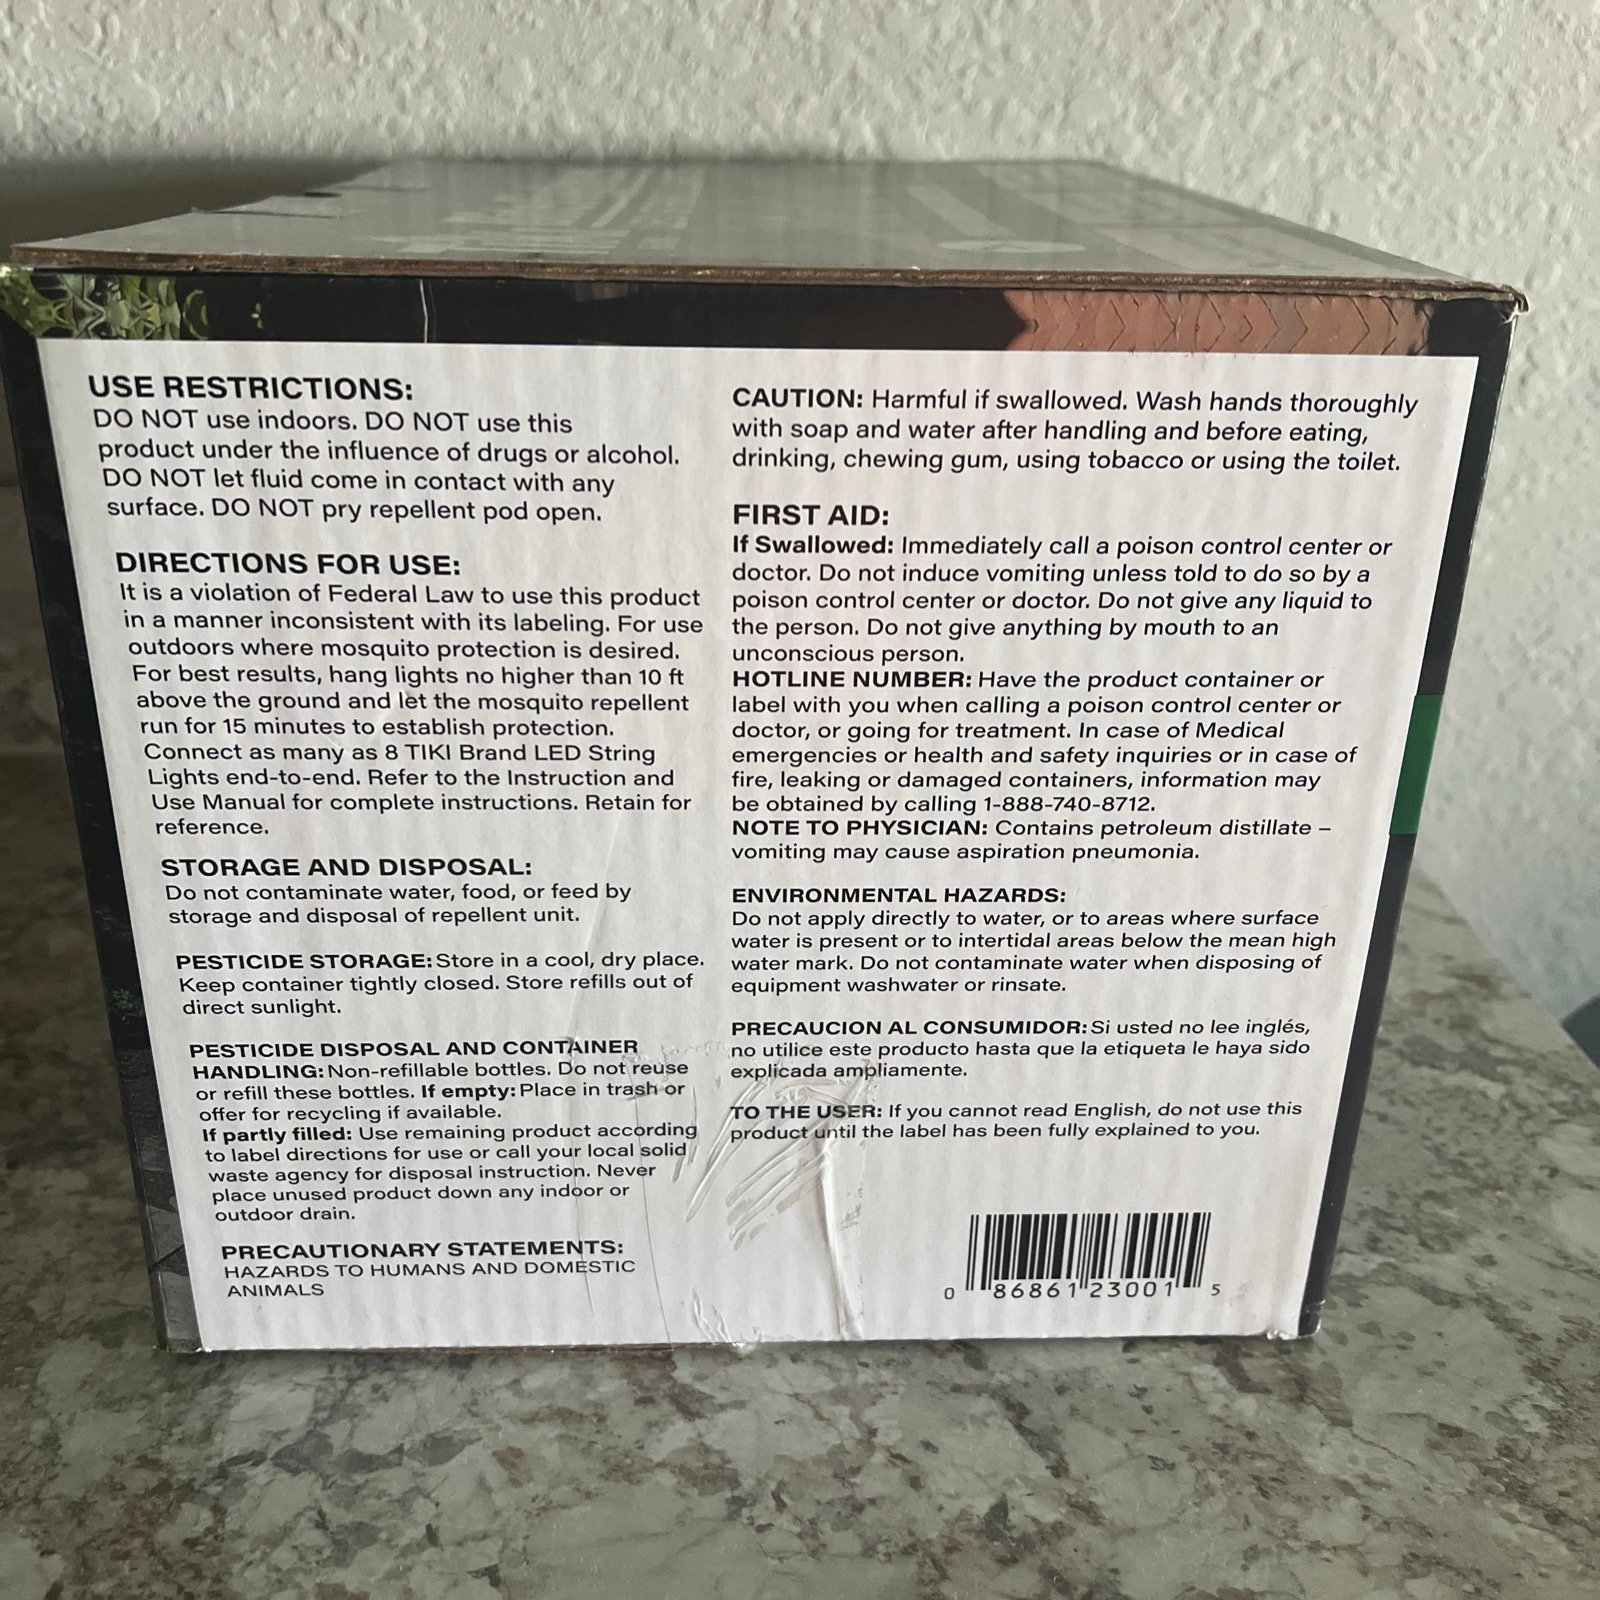 USE RESTRICTIONS:
DO NOT use indoors. DO NOT use this
product under the influence of drugs or alcohol.
DO NOT let fluid come in contact with any
surface. DO NOT pry repellent pod open.
DIRECTIONS FOR USE:
It is a violation of Federal Law to use this product
in a manner inconsistent with its labeling. For use
outdoors where mosquito protection is desired.
For best results, hang lights no higher than 10 ft
above the ground and let the mosquito repellent
run for 15 minutes to establish protection.
Connect as many as 8 TIKI Brand LED String
Lights end-to-end. Refer to the Instruction and
Use Manual for complete instructions. Retain for
reference.
STORAGE AND DISPOSAL:
Do not contaminate water, food, or feed by
storage and disposal of repellent unit.
PESTICIDE STORAGE: Store in a cool, dry place.
Keep container tightly closed. Store refills out of
direct sunlight.
PESTICIDE DISPOSAL AND CONTAINER
HANDLING: Non-refillable bottles. Do not reuse
or refill these bottles. If empty: Place in trash or
offer for recycling if available.
If partly filled: Use remaining product according
to label directions for use or call your local solid
waste agency for disposal instruction. Never
place unused product down any indoor or
outdoor drain.
PRECAUTIONARY STATEMENTS:
HAZARDS TO HUMANS AND DOMESTIC
ANIMALS
CAUTION: Harmful if swallowed. Wash hands thoroughly
with soap and water after handling and before eating,
drinking, chewing gum, using tobacco or using the toilet.
FIRST AID:
If Swallowed: Immediately call a poison control center or
doctor. Do not induce vomiting unless told to do so by a
poison control center or doctor. Do not give any liquid to
the person. Do not give anything by mouth to an
unconscious person.
HOTLINE NUMBER: Have the product container or
label with you when calling a poison control center or
doctor, or going for treatment. In case of Medical
emergencies or health and safety inquiries or in case of
fire, leaking or damaged containers, information may
be obtained by calling 1-888-740-8712.
NOTE TO PHYSICIAN: Contains petroleum distillate –
vomiting may cause aspiration pneumonia.
ENVIRONMENTAL HAZARDS:
Do not apply directly to water, or to areas where surface
water is present or to intertidal areas below the mean high
water mark. Do not contaminate water when disposing of
equipment washwater or rinsate.
PRECAUCION AL CONSUMIDOR: Si usted no lee inglés,
no utilice este producto hasta que la etiqueta le haya sido
explicada ampliamente.
TO THE USER: If you cannot read English, do not use this
product until the label has been fully explained to you.
0 86861 23001 5